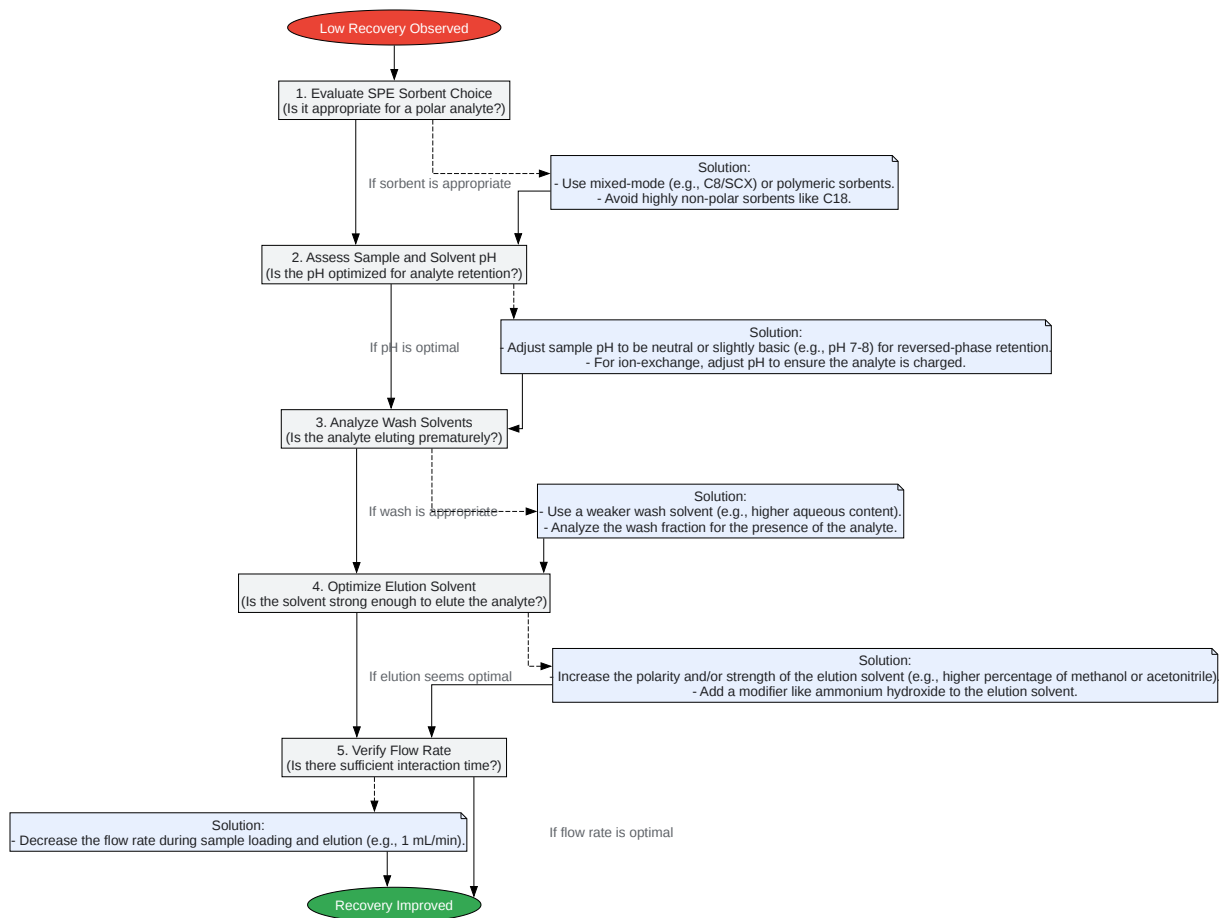 Low Recovery Observed
1. Evaluate SPE Sorbent Choice
(Is it appropriate for a polar analyte?)
If sorbent is appropriate
Solution:
- Use mixed-mode (e.g., C8/SCX) or polymeric sorbents.
- Avoid highly non-polar sorbents like C18.
2. Assess Sample and Solvent pH
(Is the pH optimized for analyte retention?)
If pH is optimal
Solution:
- Adjust sample pH to be neutral or slightly basic (e.g., pH 7-8) for reversed-phase retention.
- For ion-exchange, adjust pH to ensure the analyte is charged.
3. Analyze Wash Solvents
(Is the analyte eluting prematurely?)
If wash is appropriate
Solution:
- Use a weaker wash solvent (e.g., higher aqueous content).
- Analyze the wash fraction for the presence of the analyte.
4. Optimize Elution Solvent
(Is the solvent strong enough to elute the analyte?)
If elution seems optimal
Solution:
- Increase the polarity and/or strength of the elution solvent (e.g., higher percentage of methanol or acetonitrile).
- Add a modifier like ammonium hydroxide to the elution solvent.
5. Verify Flow Rate
(Is there sufficient interaction time?)
Solution:
- Decrease the flow rate during sample loading and elution (e.g., 1 mL/min).
If flow rate is optimal
Recovery Improved